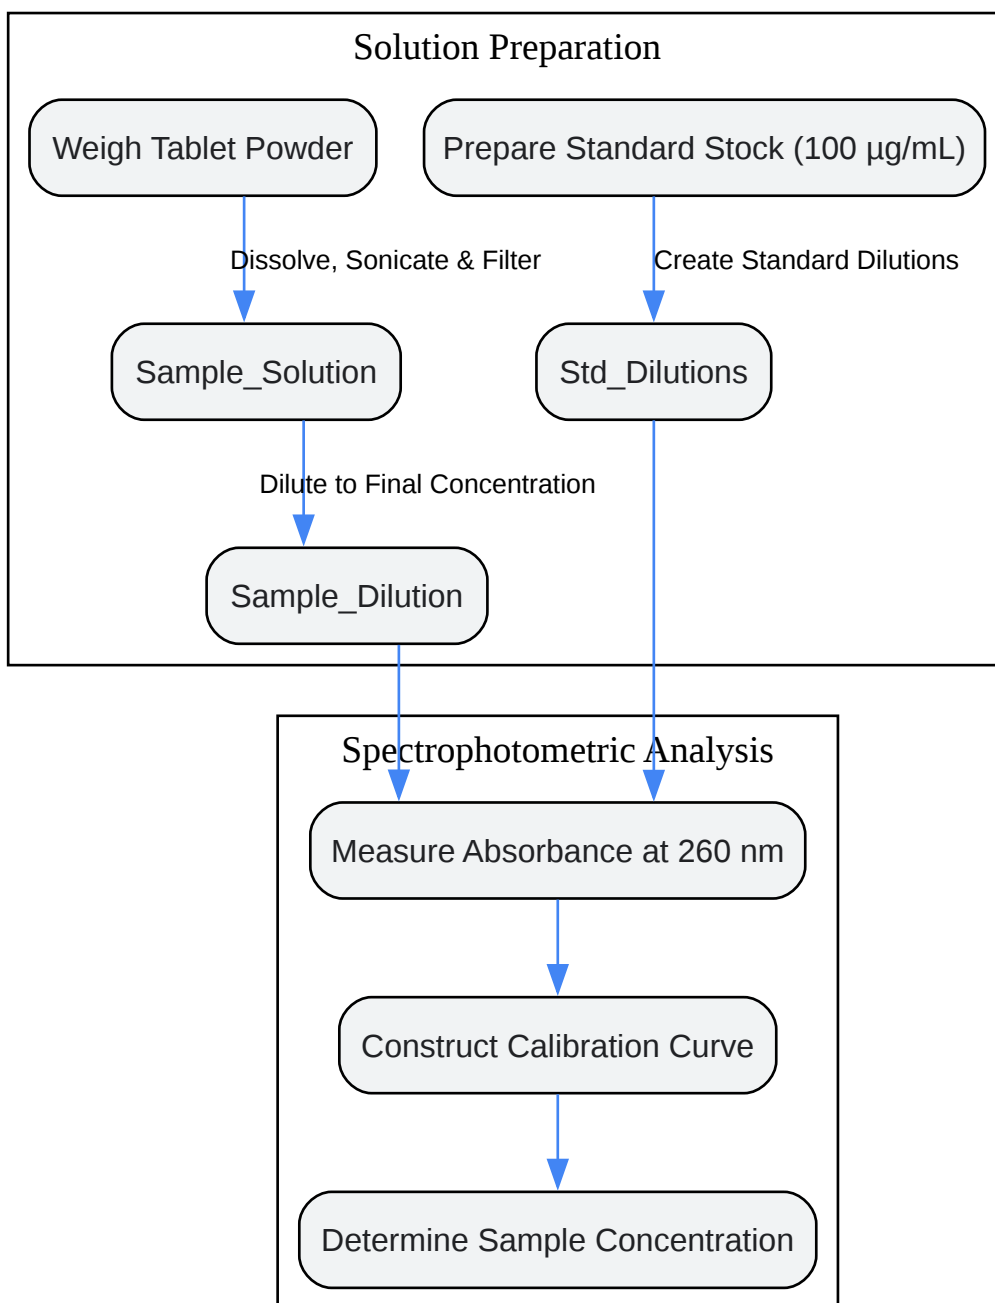 Solution Preparation
Weigh Tablet Powder
Prepare Standard Stock (100 µg/mL)
Dissolve, Sonicate & Filter
Create Standard Dilutions
Sample_Solution
Std_Dilutions
Dilute to Final Concentration
Sample_Dilution
Spectrophotometric Analysis
Measure Absorbance at 260 nm
Construct Calibration Curve
Determine Sample Concentration